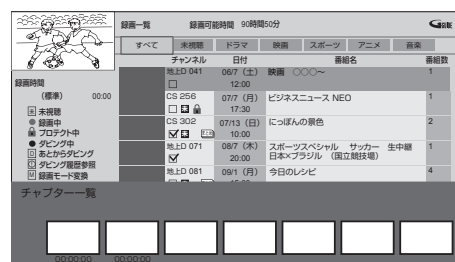 録画一覧 録画可能時間 90時間50分 GGUIDE
すべて 未視聴 ドラマ 映画 スポーツ アニメ 音楽
チャンネル 日付 番組名 番組数
地上D 041 06/7（土） 映画 ○○○～ 1
12:00
CS 256 07/7（月） ビジネスニュース NEO 1
17:30
CS 302 07/13（日） にっぽんの景色 2
10:00
地上D 071 08/7（木） スポーツスペシャル サッカー 生中継 1
20:00 日本×ブラジル （国立競技場）
地上D 081 09/1（月） 今日のレシピ 4
録画時間
（標準） 00:00
未視聴
録画中
プロテクト中
ダビング中
あとからダビング
ダビング履歴参照
M 録画モード変換
チャプター一覧
00:00:00 00:00:00